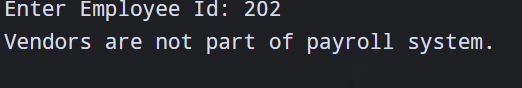 Enter Employee Id: 202
Vendors are not part of payroll system.